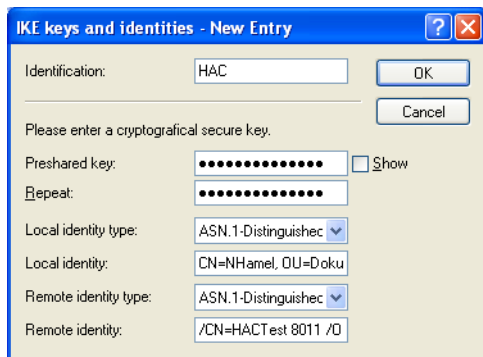 IKE keys and identities - New Entry
Identification: HAC
OK
Cancel
Please enter a cryptografical secure key.
Preshared key: ●●●●●●●●●●●●●● Show
Repeat: ●●●●●●●●●●●●●●
Local identity type: ASN.1-Distinguishec
Local identity: CN=NHamel, OU=Doku
Remote identity type: ASN.1-Distinguishec
Remote identity: /CN=HACTest 8011 /O